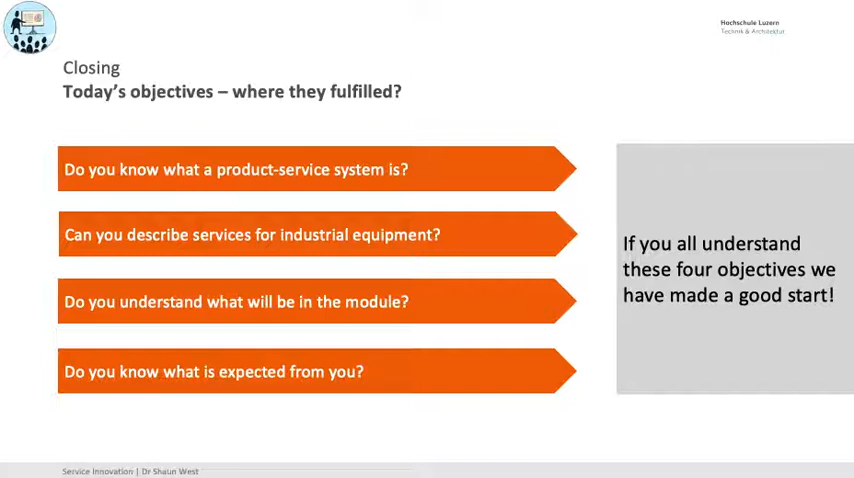 Hochschule Luzern
Technik & Architektur
Closing
Today's objectives – where they fulfilled?
Do you know what a product-service system is?
Can you describe services for industrial equipment?
Do you understand what will be in the module?
Do you know what is expected from you?
If you all understand
these four objectives we
have made a good start!
Service Innovation | Dr Shaun West